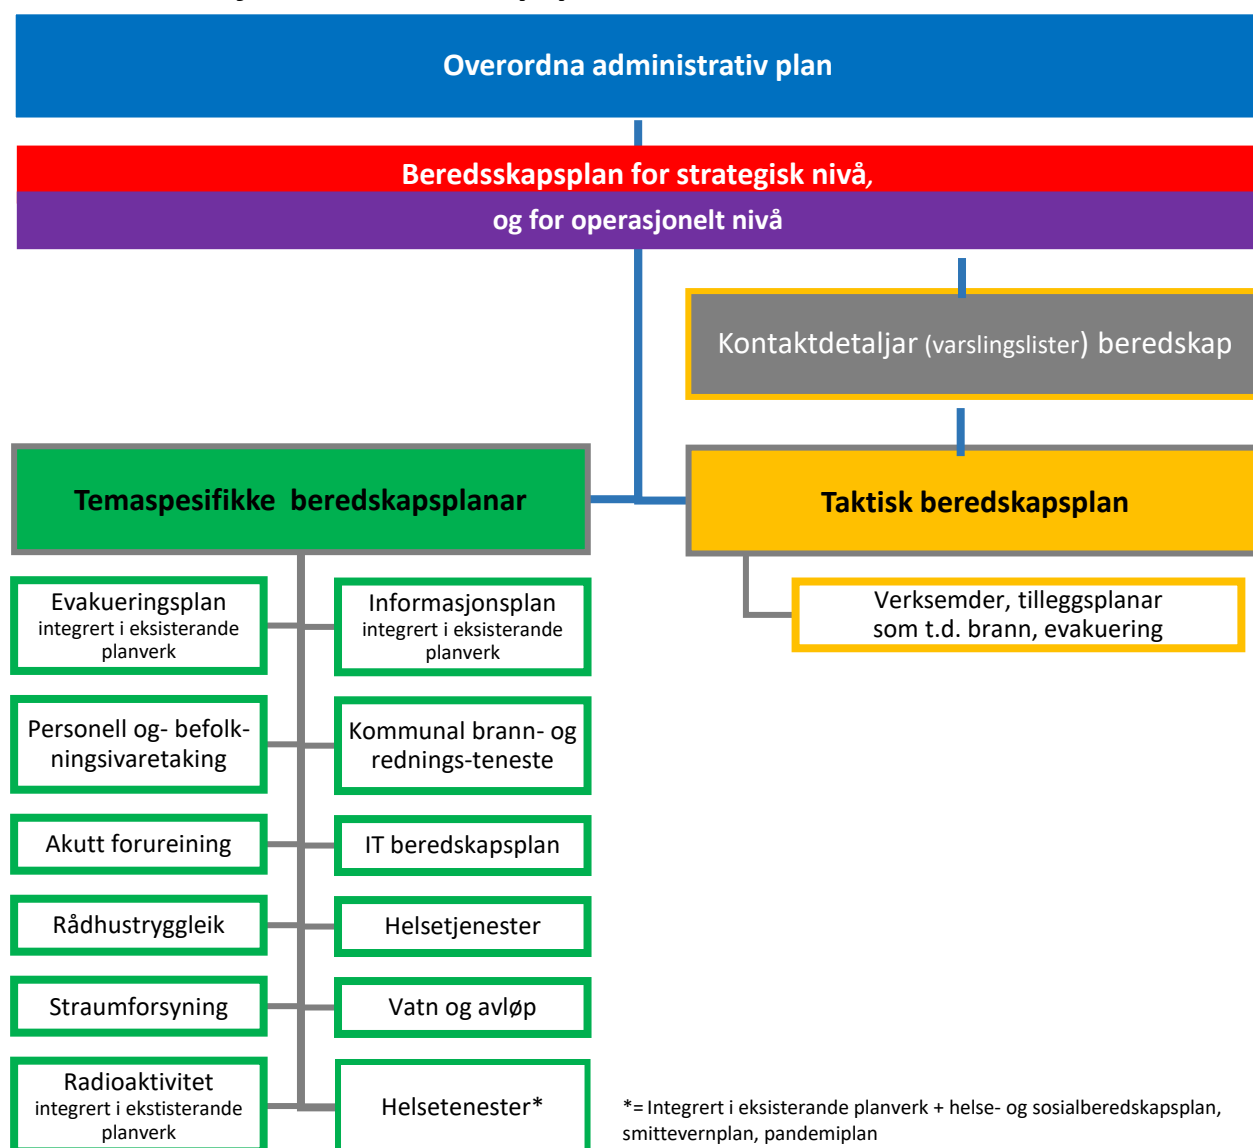 Overordna administrativ plan
Beredsskapsplan for strategisk nivå,
og for operasjonelt nivå
Kontaktdetaljar (varslingslister) beredskap
Temaspesifikke beredskapsplanar
Taktisk beredskapsplan
Evakueringsplan
integrert i eksisterande
planverk
Informasjonsplan
integrert i eksisterande
planverk
Verksemder, tilleggsplanar
som t.d. brann, evakuering
Personell og- befolk-
ningsivaretaking
Kommunal brann- og
rednings-teneste
Akutt forureining
IT beredskapsplan
Rådhustryggleik
Helsetjenester
Straumforsyning
Vatn og avløp
Radioaktivitet
integrert i ekstisterande
planverk
Helsetenester*
*= Integrert i eksisterande planverk + helse- og sosialberedskapsplan,
smittevernplan, pandemiplan